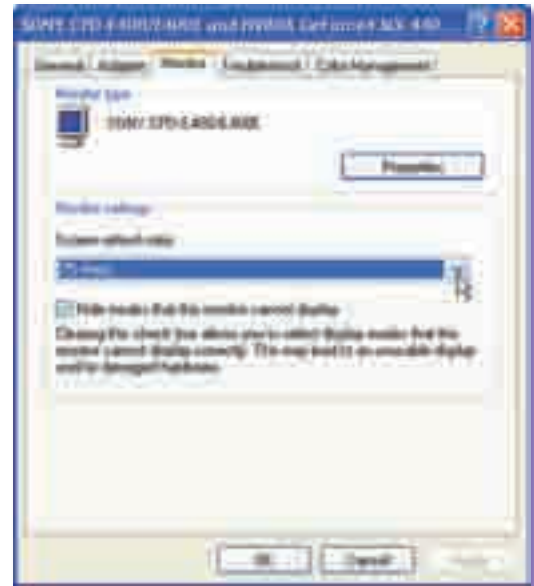 SONY CPD-E400/E400E and NVIDIA GeForce4 MX 440
General Adapter Monitor Troubleshoot Color Management
Monitor type
SONY CPD-E400/E400E
Properties
Monitor settings
Screen refresh rate:
Hertz
Hide modes that this monitor cannot display
Clearing this check box allows you to select display modes that this
monitor cannot display correctly. This may lead to an unusable display
and/or damaged hardware.
OK Cancel Apply